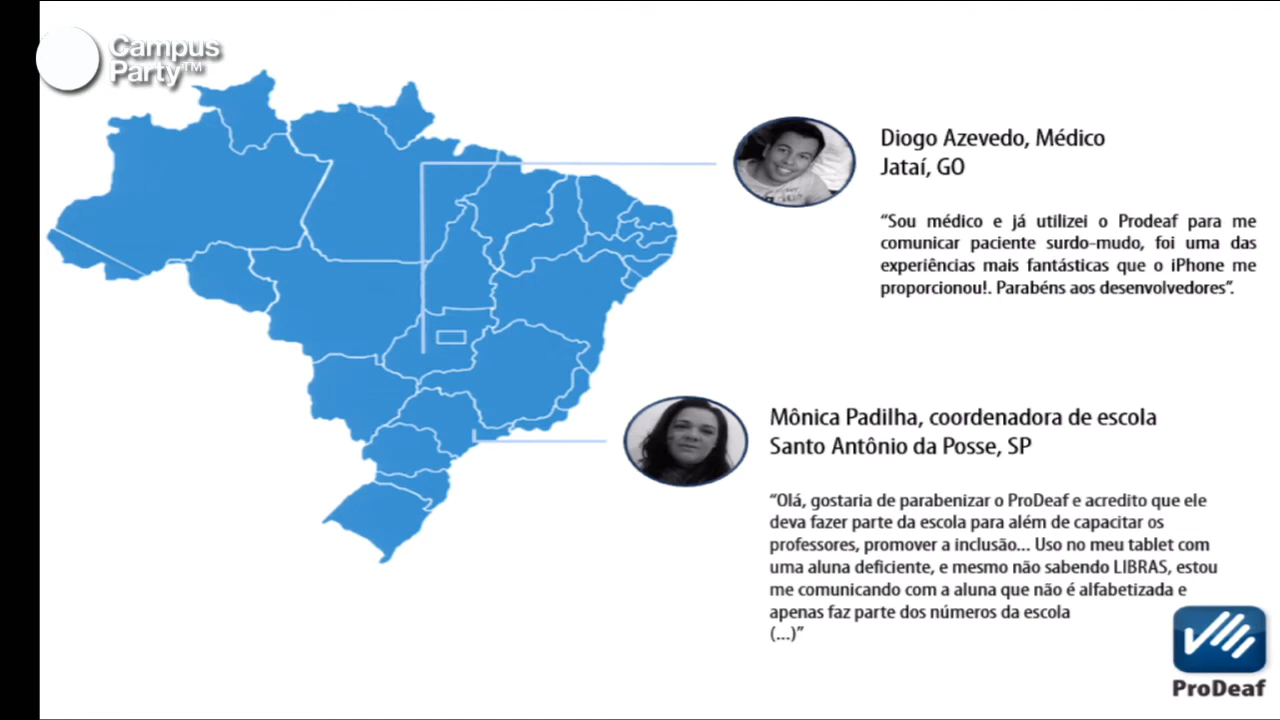 Campus
Party™
Diogo Azevedo, Médico
Jataí, GO
“Sou médico e já utilizei o Prodeaf para me
comunicar paciente surdo-mudo, foi uma das
experiências mais fantásticas que o iPhone me
proporcionou!. Parabéns aos desenvolvedores”.
Mônica Padilha, coordenadora de escola
Santo Antônio da Posse, SP
“Olá, gostaria de parabenizar o ProDeaf e acredito que ele
deva fazer parte da escola para além de capacitar os
professores, promover a inclusão... Uso no meu tablet com
uma aluna deficiente, e mesmo não sabendo LIBRAS, estou
me comunicando com a aluna que não é alfabetizada e
apenas faz parte dos números da escola
(...)”
ProDeaf